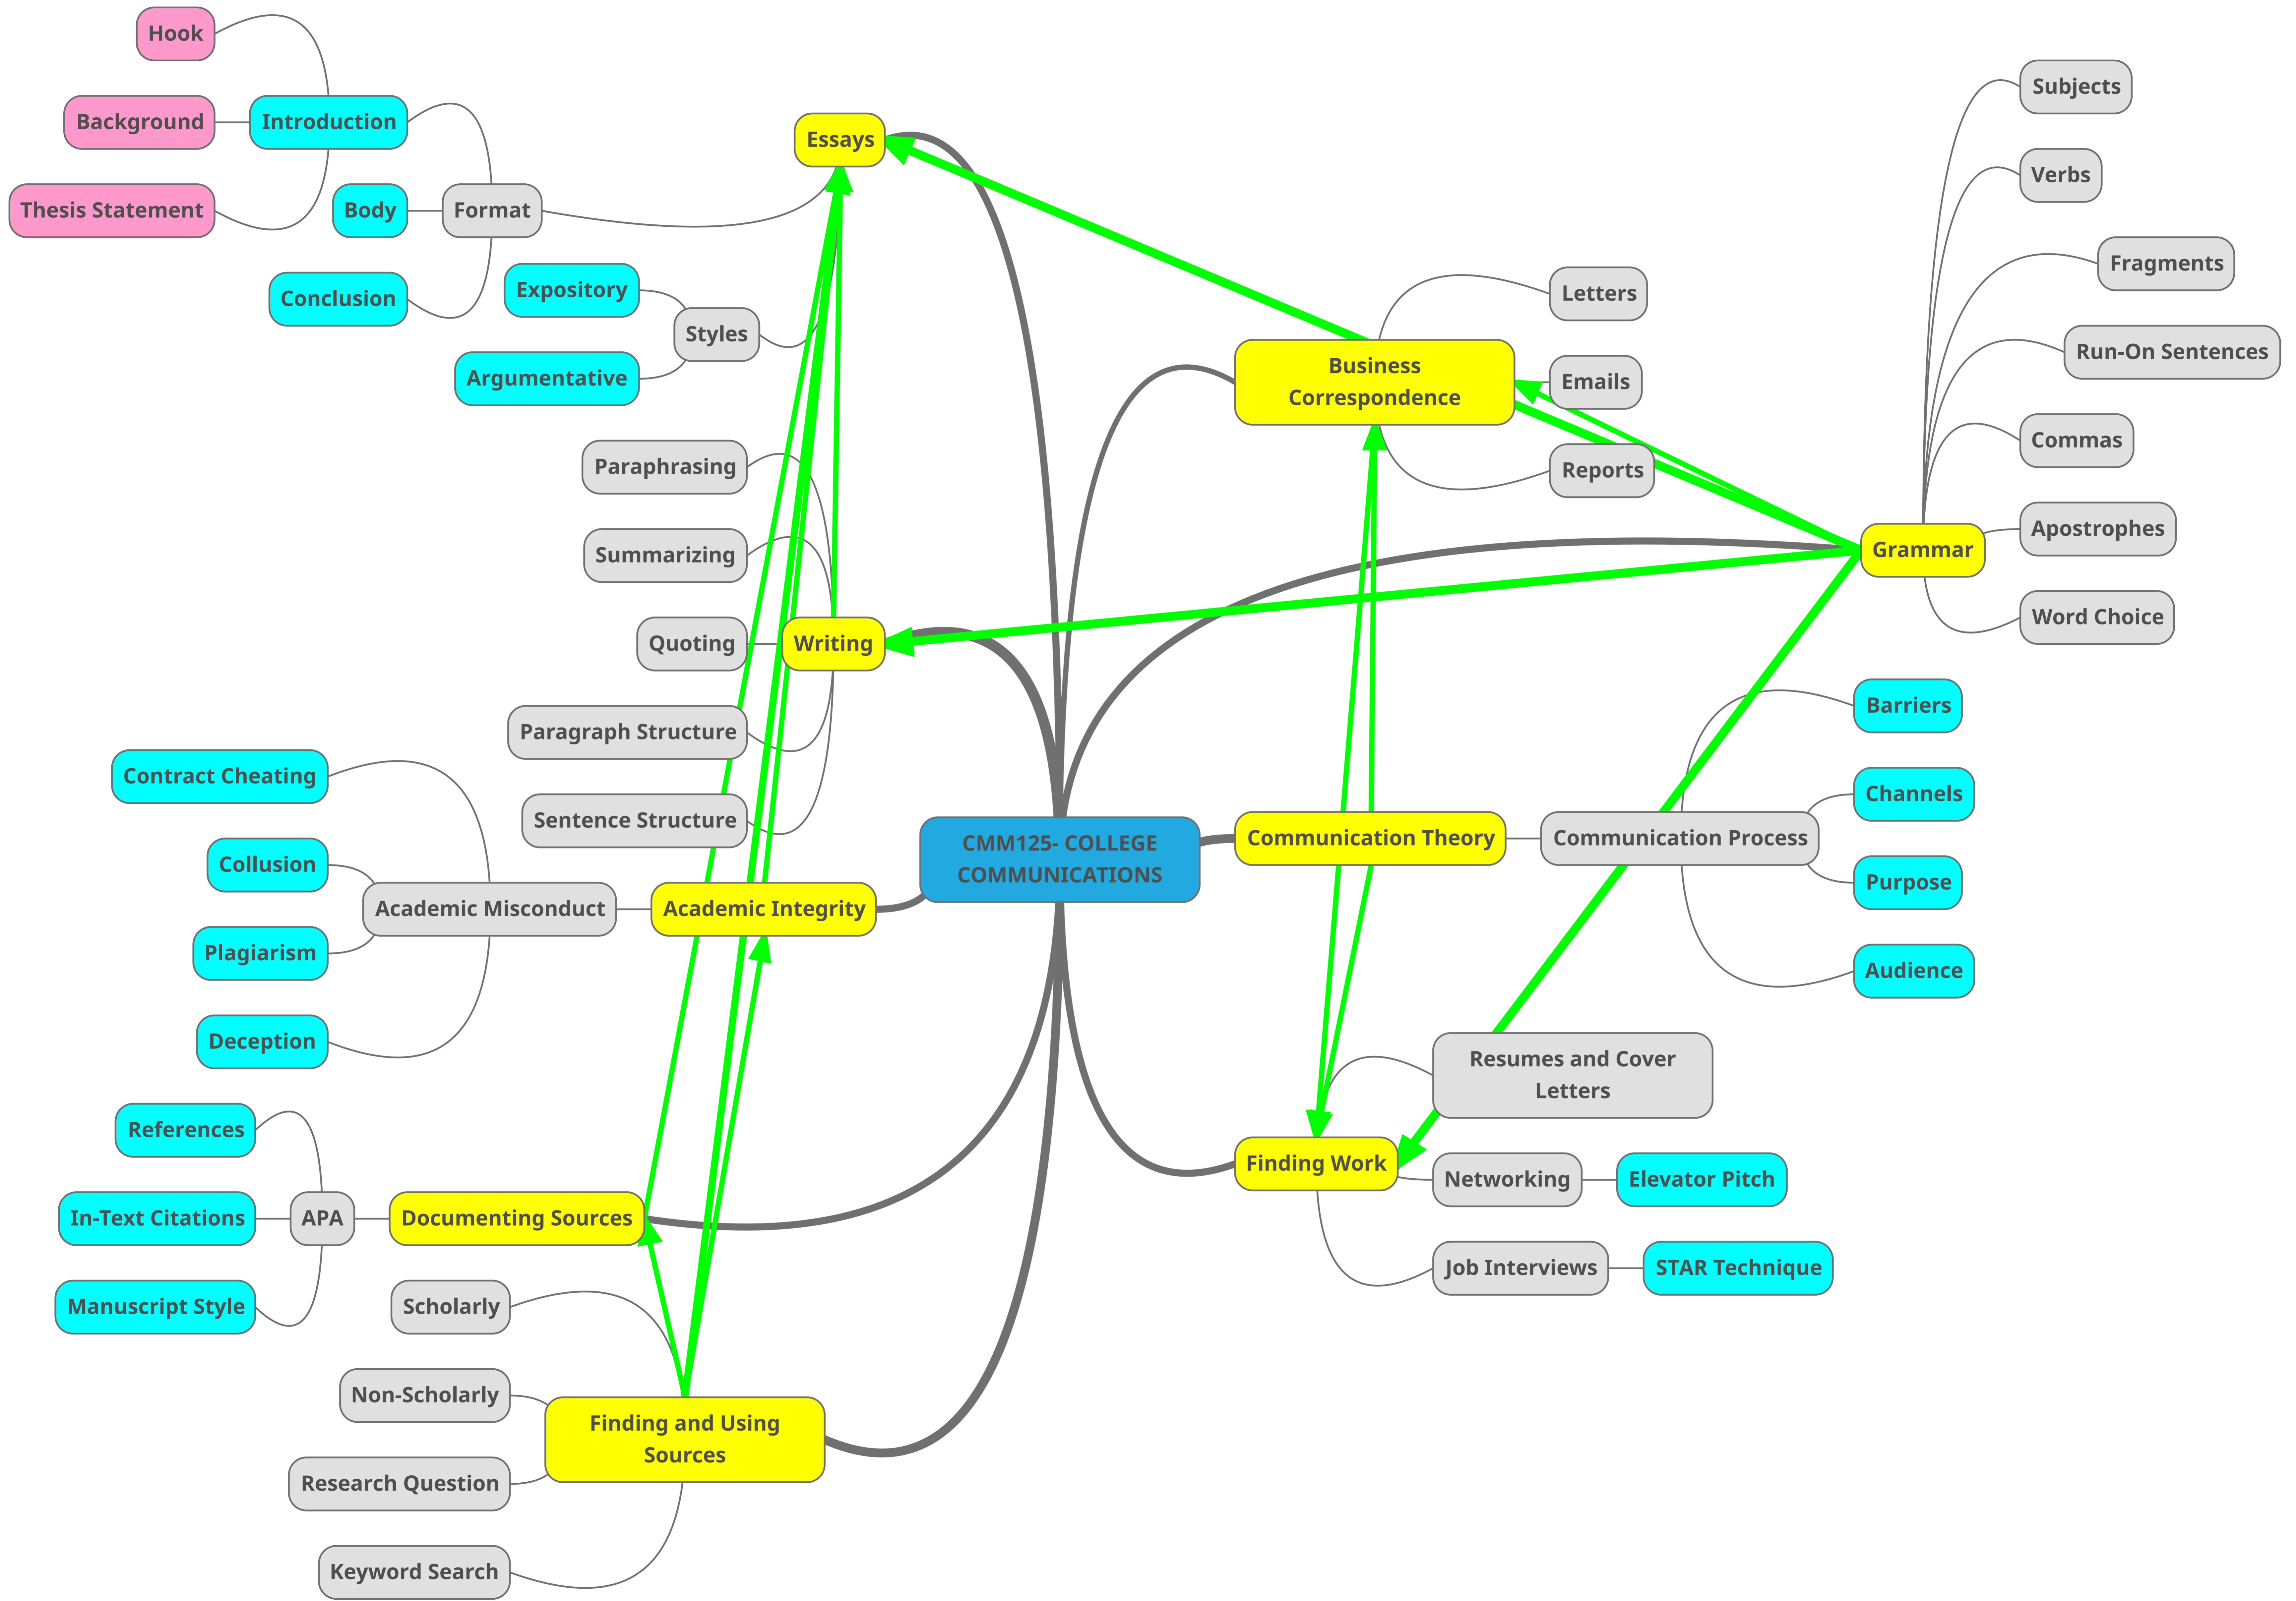 Hook
Background
Introduction
Thesis Statement
Body
Format
Conclusion
Essays
Expository
Styles
Argumentative
Paraphrasing
Summarizing
Quoting
Writing
Paragraph Structure
Sentence Structure
Contract Cheating
Collusion
Academic Misconduct
Academic Integrity
Plagiarism
Deception
References
In-Text Citations
APA
Documenting Sources
Manuscript Style
Scholarly
Non-Scholarly
Finding and Using
Sources
Research Question
Keyword Search
CMM125- COLLEGE
COMMUNICATIONS
Business
Correspondence
Letters
Emails
Reports
Grammar
Subjects
Verbs
Fragments
Run-On Sentences
Commas
Apostrophes
Word Choice
Communication Theory
Communication Process
Barriers
Channels
Purpose
Audience
Finding Work
Resumes and Cover
Letters
Networking
Elevator Pitch
Job Interviews
STAR Technique